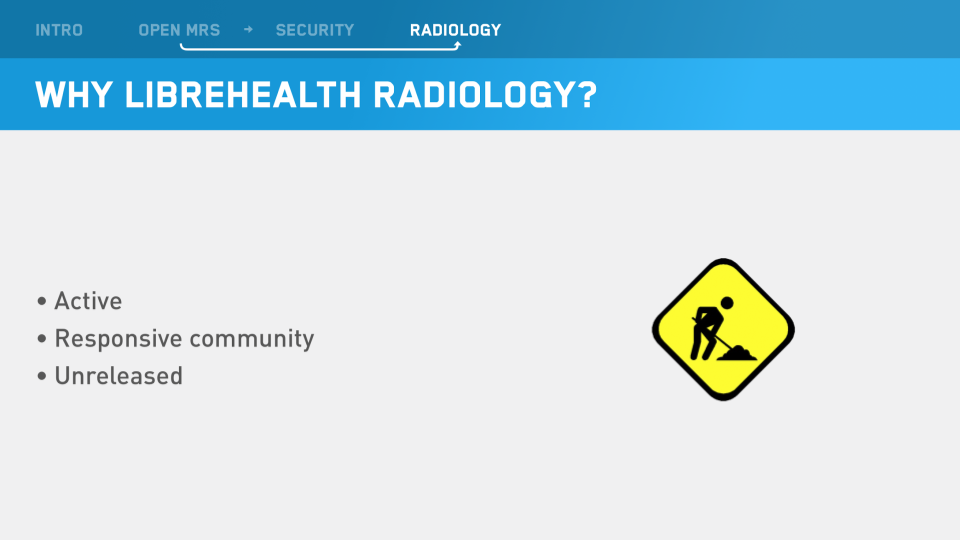 INTRO OPEN MRS → SECURITY RADIOLOGY
WHY LIBREHEALTH RADIOLOGY?
• Active
• Responsive community
• Unreleased